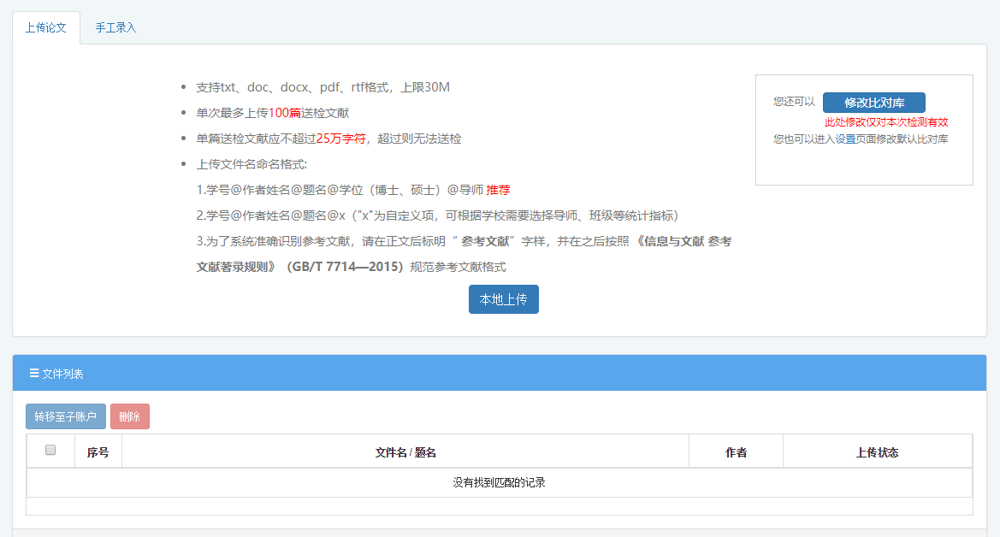 上传论文 手工录入
支持txt、doc、docx、pdf、rtf格式，上限30M
单次最多上传100篇送检文献
单篇送检文献应不超过25万字符，超过则无法送检
上传文件名命名格式:
1.学号@作者姓名@题名@学位（博士、硕士）@导师 推荐
2.学号@作者姓名@题名@x（"x"为自定义项，可根据学校需要选择导师、班级等统计指标）
3.为了系统准确识别参考文献，请在正文后标明“ 参考文献”字样，并在之后按照 《信息与文献 参考
文献著录规则》（GB/T 7714—2015）规范参考文献格式
本地上传
您还可以 修改比对库
此处修改仅对本次检测有效
您也可以进入设置页面修改默认比对库
文件列表
转移至子账户 删除
序号 文件名 / 题名 作者 上传状态
没有找到匹配的记录